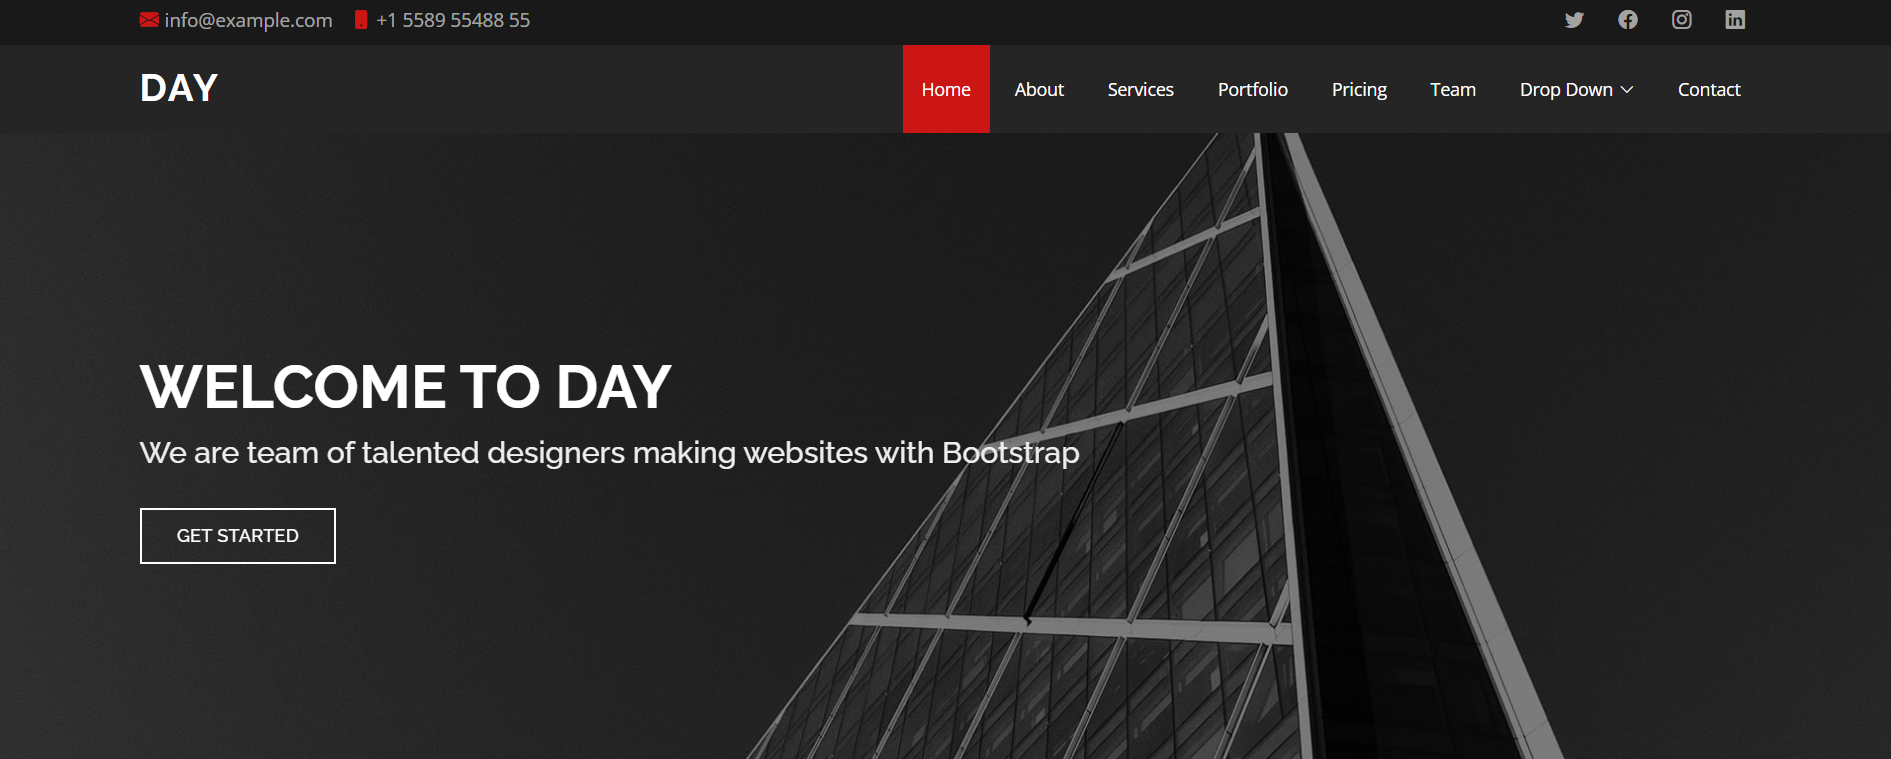 info@example.com +1 5589 55488 55
DAY
Home About Services Portfolio Pricing Team Drop Down Contact
WELCOME TO DAY
We are team of talented designers making websites with Bootstrap
GET STARTED